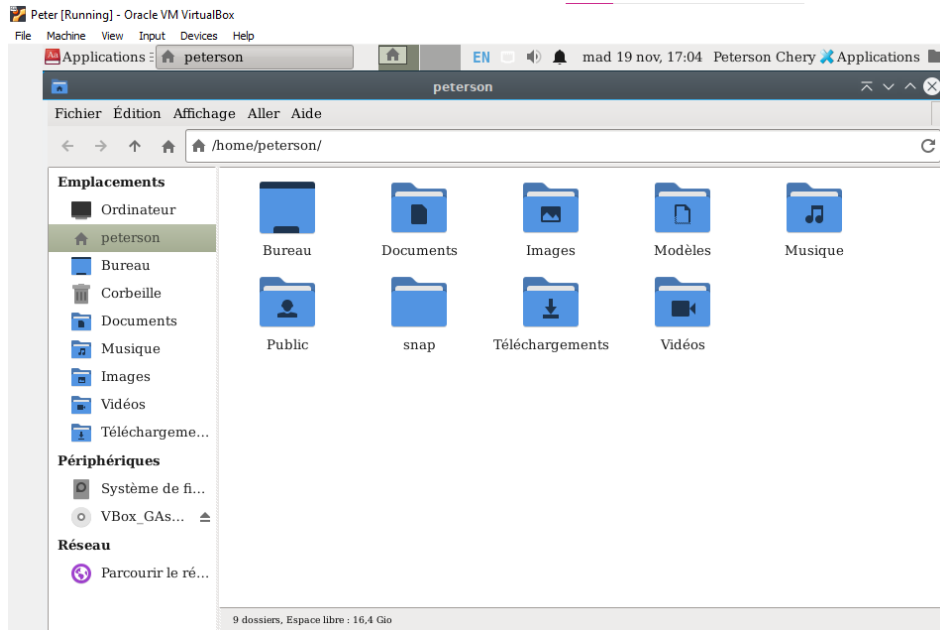 Peter [Running] - Oracle VM VirtualBox
File Machine View Input Devices Help
Applications peterson EN mad 19 nov, 17:04 Peterson Chery Applications
peterson
Fichier Édition Affichage Aller Aide
/home/peterson/
Emplacements
Ordinateur
peterson
Bureau
Corbeille
Documents
Musique
Images
Vidéos
Téléchargeme...
Périphériques
Système de fi...
VBox_GAs...
Réseau
Parcourir le ré...
Bureau Documents Images Modèles Musique
Public snap Téléchargements Vidéos
9 dossiers, Espace libre : 16,4 Gio